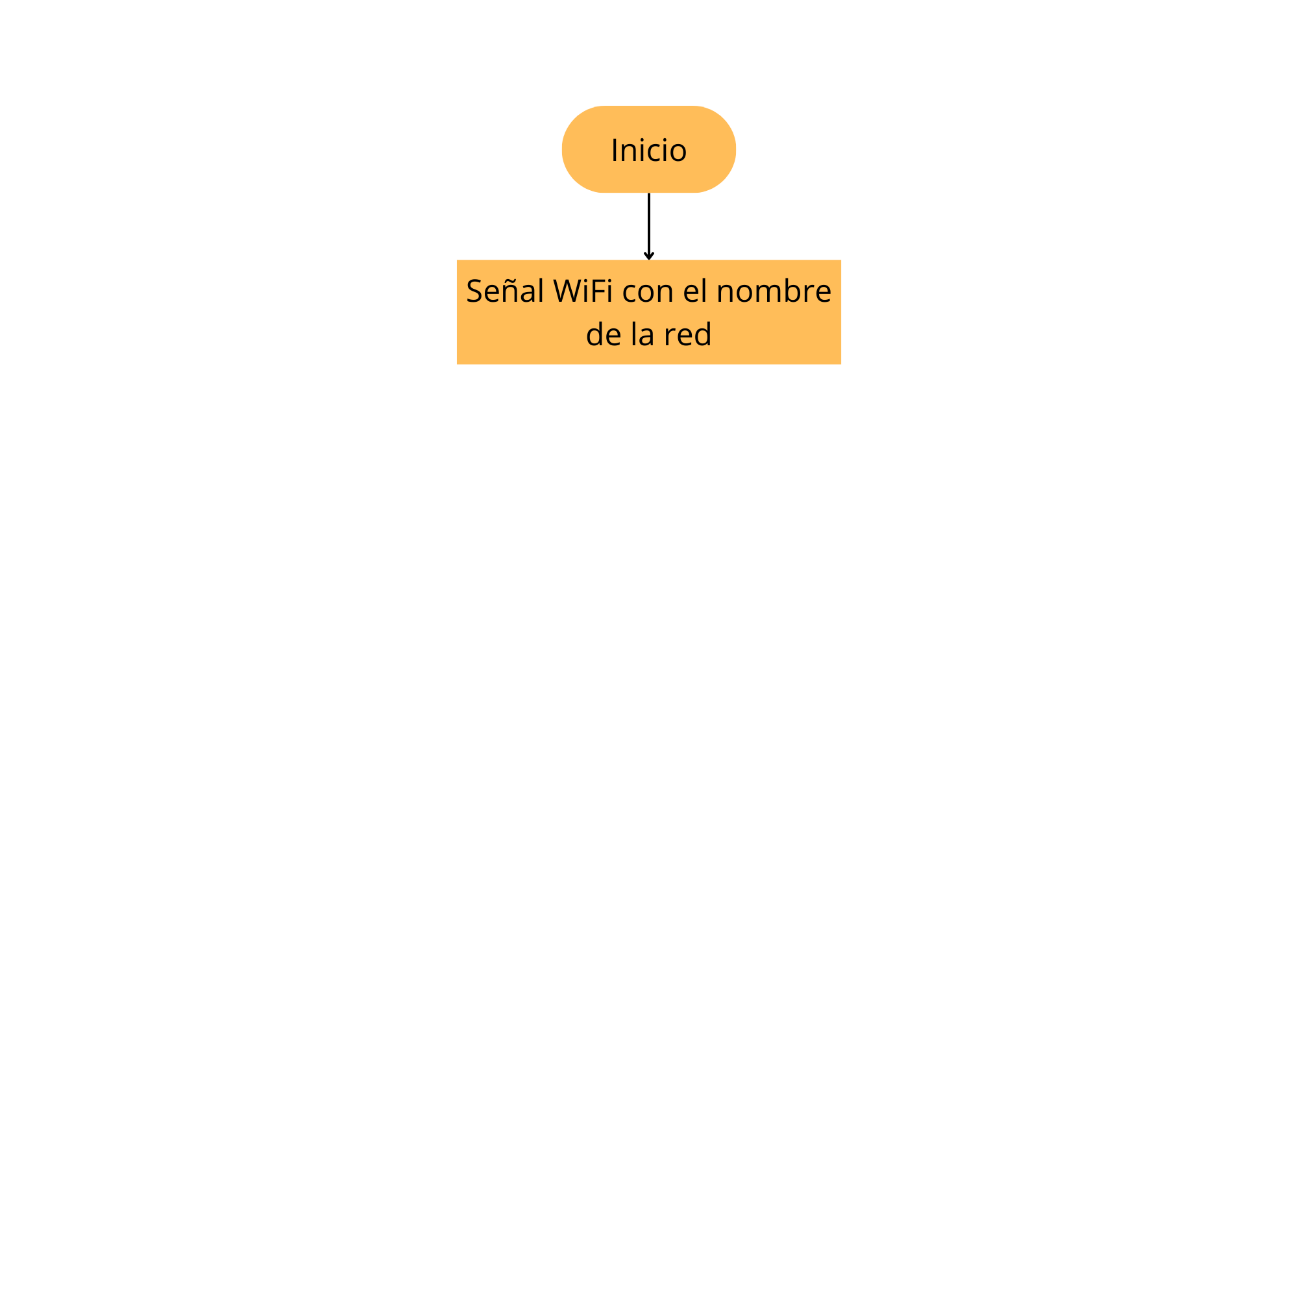 Inicio
Señal WiFi con el nombre
de la red